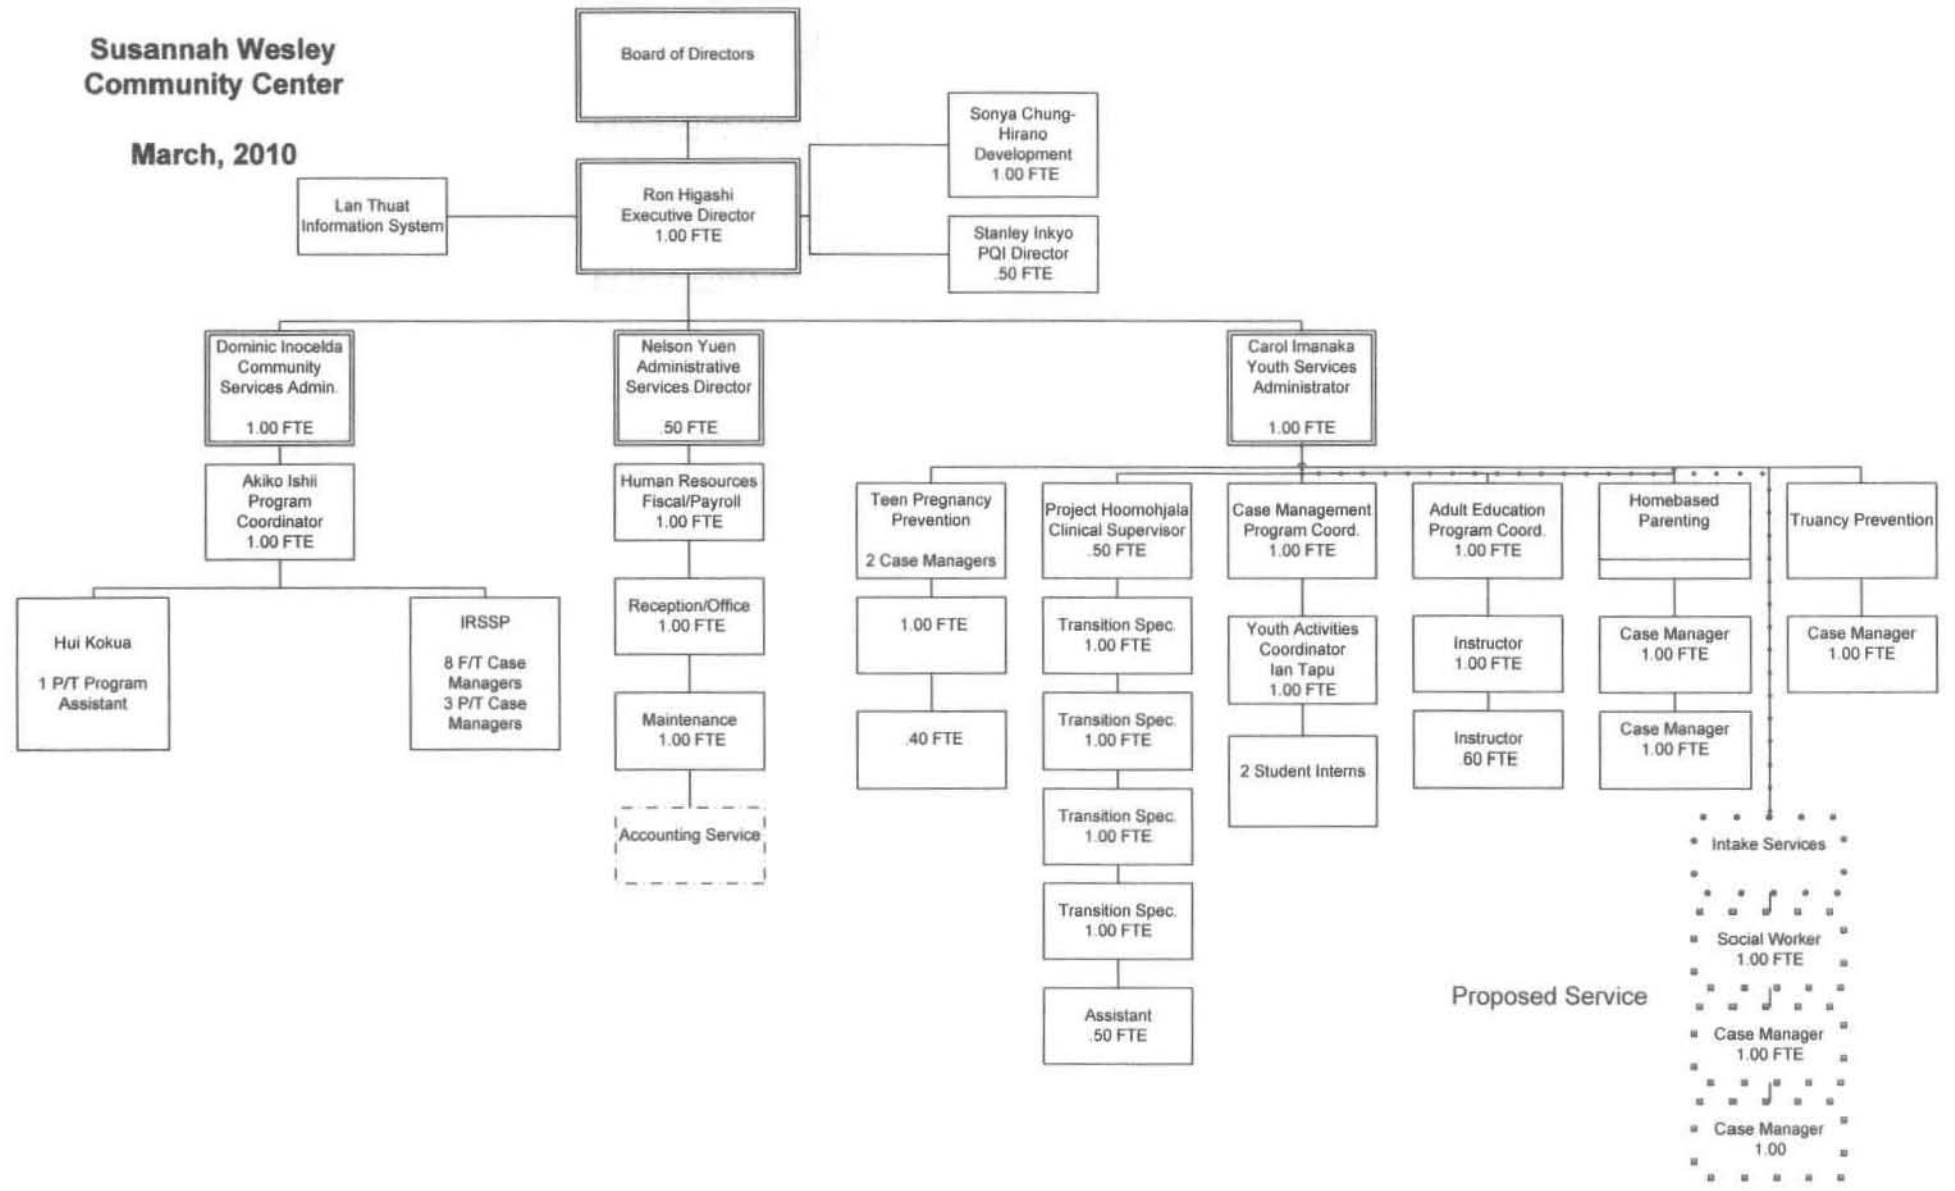 Susannah Wesley
Community Center
March, 2010
Board of Directors
Sonya Chung-
Hirano
Development
1.00 FTE
Lan Thuat
Information System
Ron Higashi
Executive Director
1.00 FTE
Stanley Inkyo
PQI Director
.50 FTE
Dominic Inocelda
Community
Services Admin.
1.00 FTE
Nelson Yuen
Administrative
Services Director
.50 FTE
Carol Imanaka
Youth Services
Administrator
1.00 FTE
Akiko Ishii
Program
Coordinator
1.00 FTE
Hui Kokua
1 P/T Program
Assistant
IRSSP
8 F/T Case
Managers
3 P/T Case
Managers
Human Resources
Fiscal/Payroll
1.00 FTE
Reception/Office
1.00 FTE
Maintenance
1.00 FTE
Accounting Service
Teen Pregnancy
Prevention
2 Case Managers
1.00 FTE
.40 FTE
Project Hoomohjala
Clinical Supervisor
.50 FTE
Transition Spec.
1.00 FTE
Transition Spec.
1.00 FTE
Transition Spec.
1.00 FTE
Transition Spec.
1.00 FTE
Assistant
.50 FTE
Case Management
Program Coord.
1.00 FTE
Youth Activities
Coordinator
Ian Tapu
1.00 FTE
2 Student Interns
Adult Education
Program Coord.
1.00 FTE
Instructor
1.00 FTE
Instructor
.60 FTE
Homebased
Parenting
Case Manager
1.00 FTE
Case Manager
1.00 FTE
Truancy Prevention
Case Manager
1.00 FTE
Proposed Service
Intake Services
Social Worker
1.00 FTE
Case Manager
1.00 FTE
Case Manager
1.00